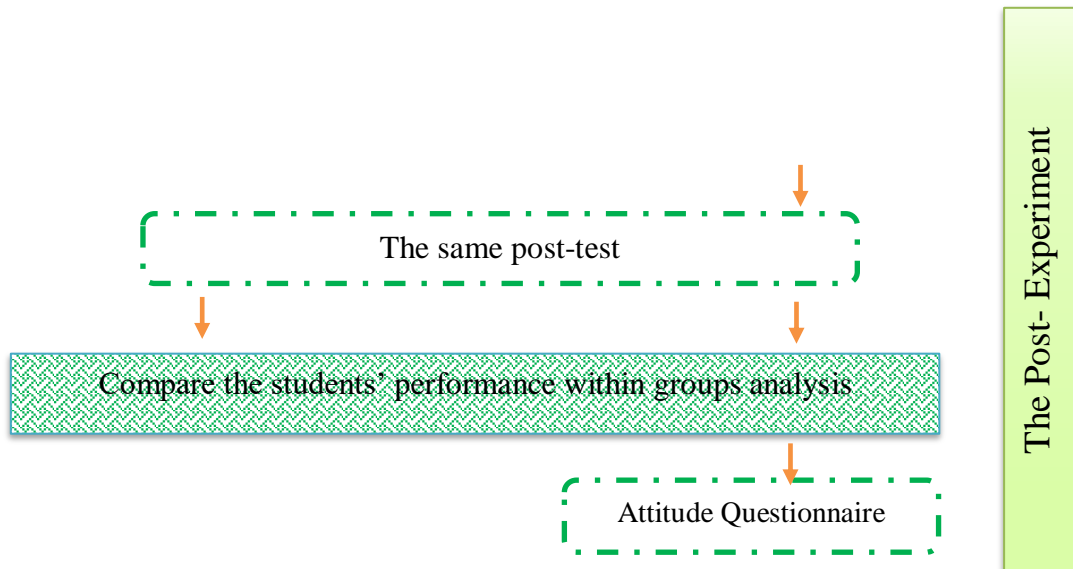 The same post-test
Compare the students’ performance within groups analysis
Attitude Questionnaire
The Post- Experiment